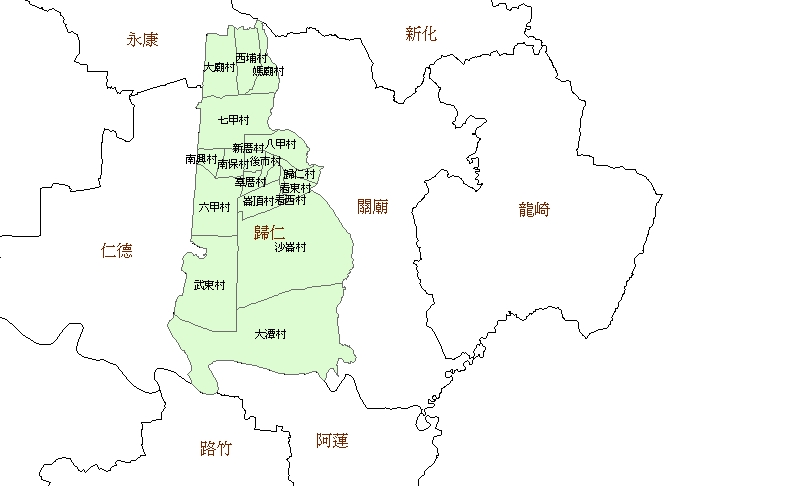 永康
新化
西埔村
大廟村
媽廟村
七甲村
八甲村
新厝村
南興村
南保村
後市村
歸仁村
辜厝村
看東村
崙頂村
看西村
六甲村
關廟
龍崎
歸仁
沙崙村
仁德
武東村
大潭村
路竹
阿蓮